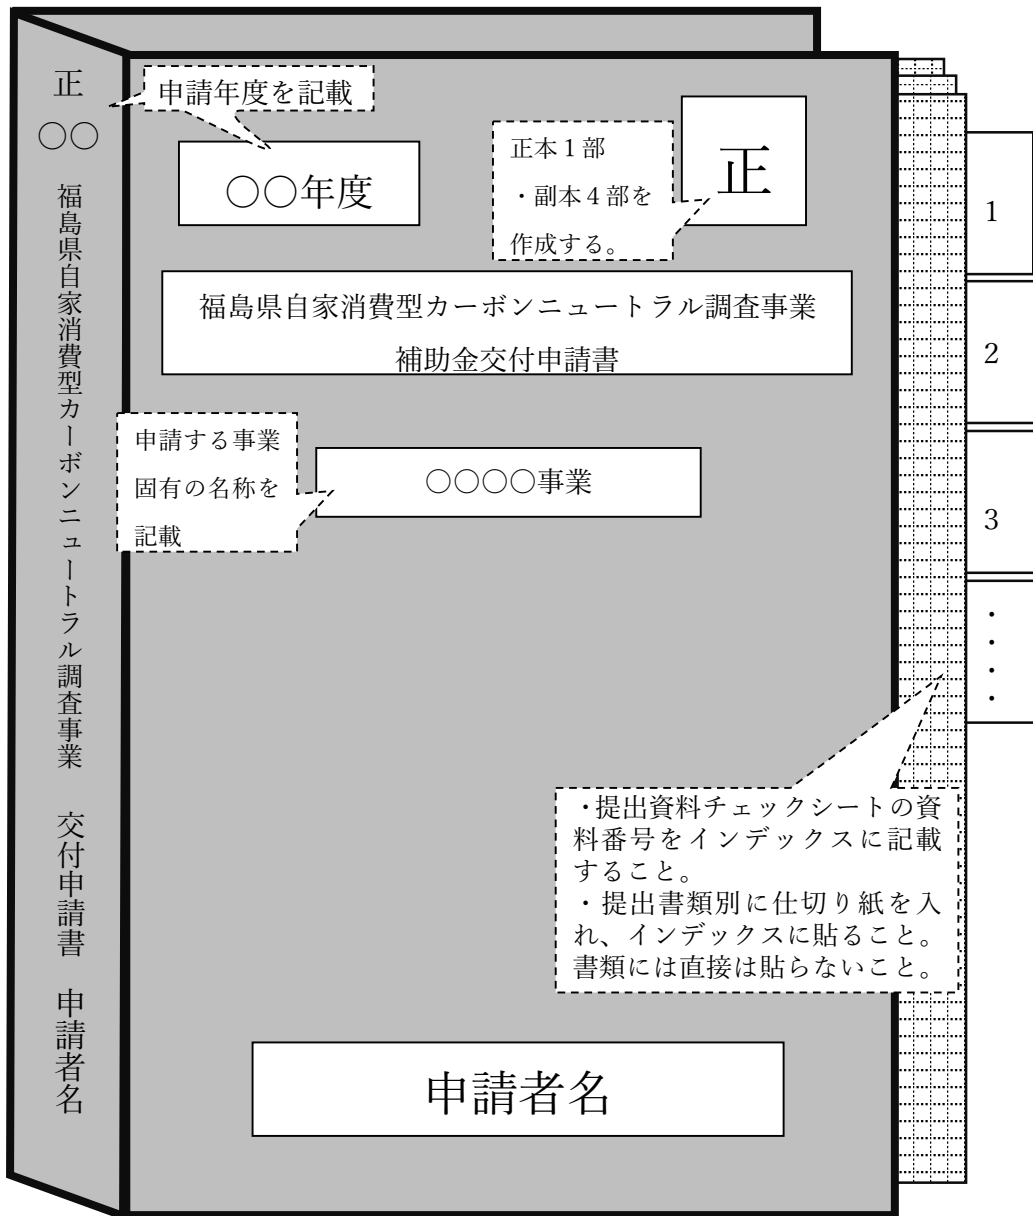 正
○○
福島県自家消費型カーボンニュートラル調査事業　交付申請書　申請者名
申請年度を記載
○○年度
正本１部
・副本４部を
作成する。
正
福島県自家消費型カーボンニュートラル調査事業
補助金交付申請書
申請する事業
固有の名称を
記載
○○○○事業
1
2
3
・
・
・
・
・提出資料チェックシートの資
料番号をインデックスに記載
すること。
・提出書類別に仕切り紙を入
れ、インデックスに貼ること。
書類には直接は貼らないこと。
申請者名